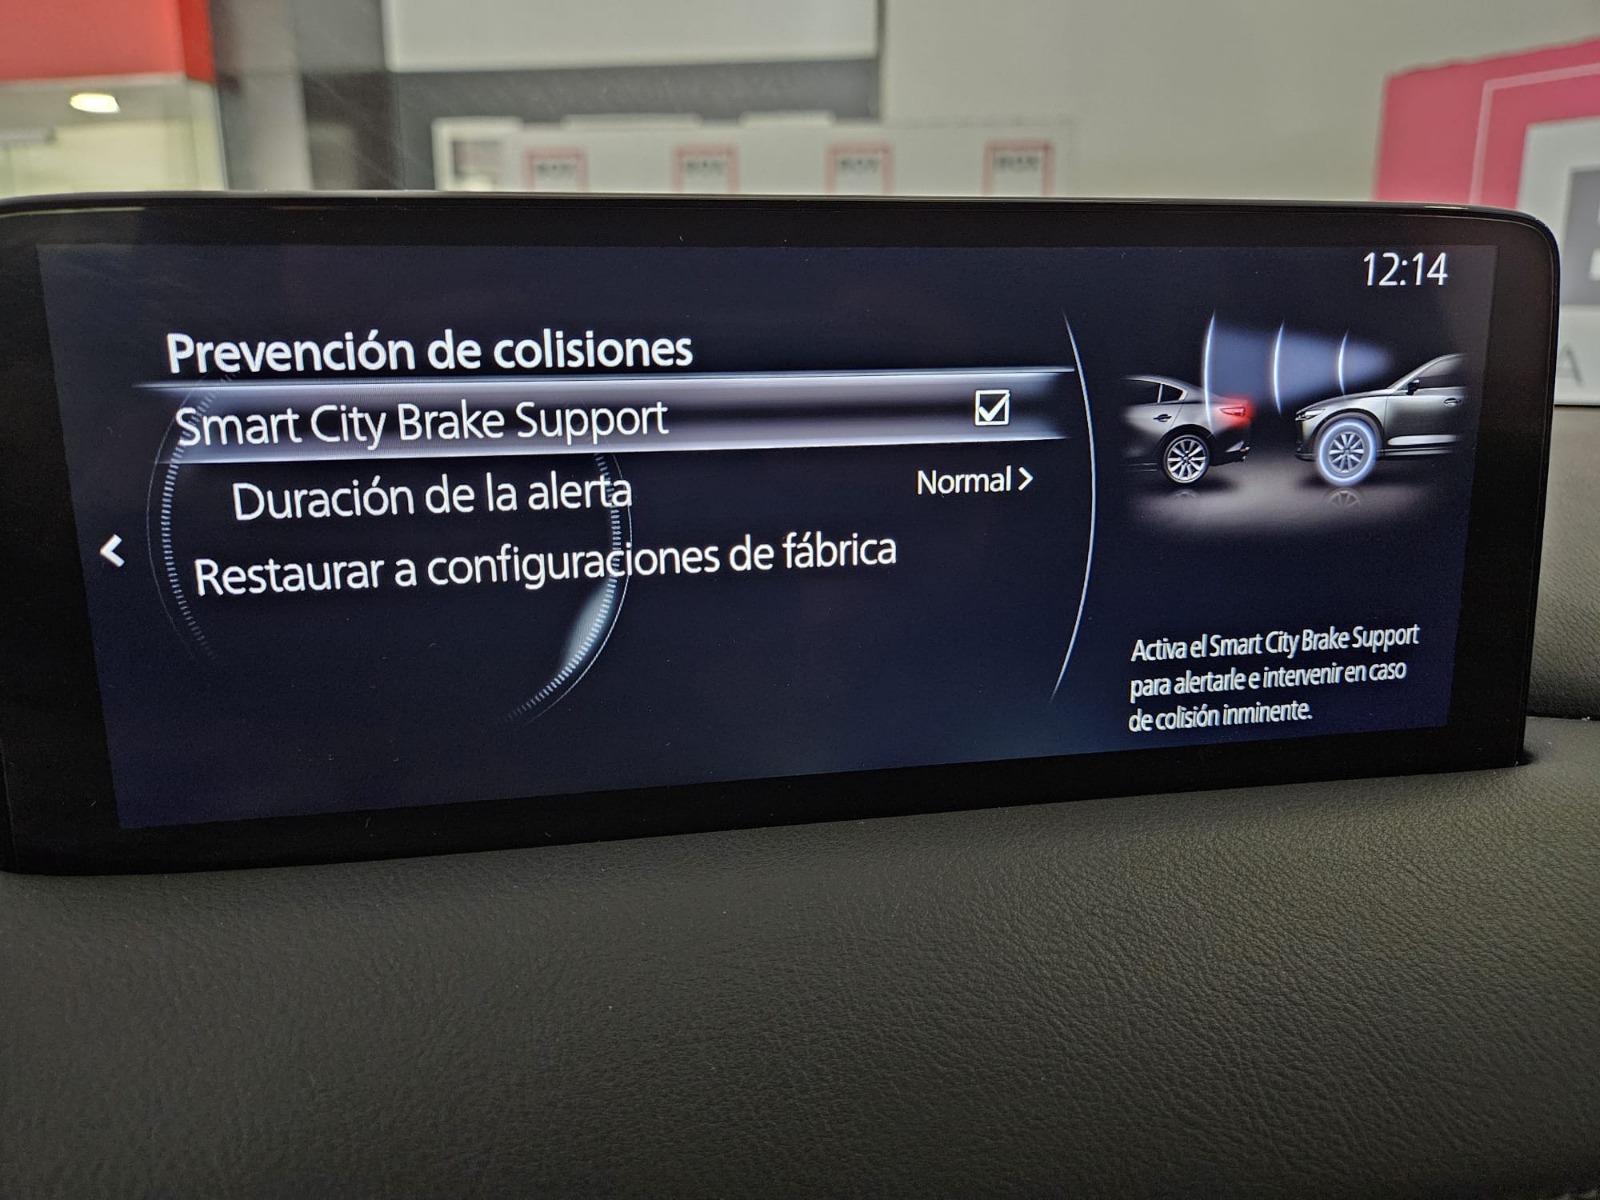 12:14
Prevención de colisiones
Smart City Brake Support
Duración de la alerta
Normal
Restaurar a configuraciones de fábrica
Activa el Smart City Brake Support
para alertarle e intervenir en caso
de colisión inminente.